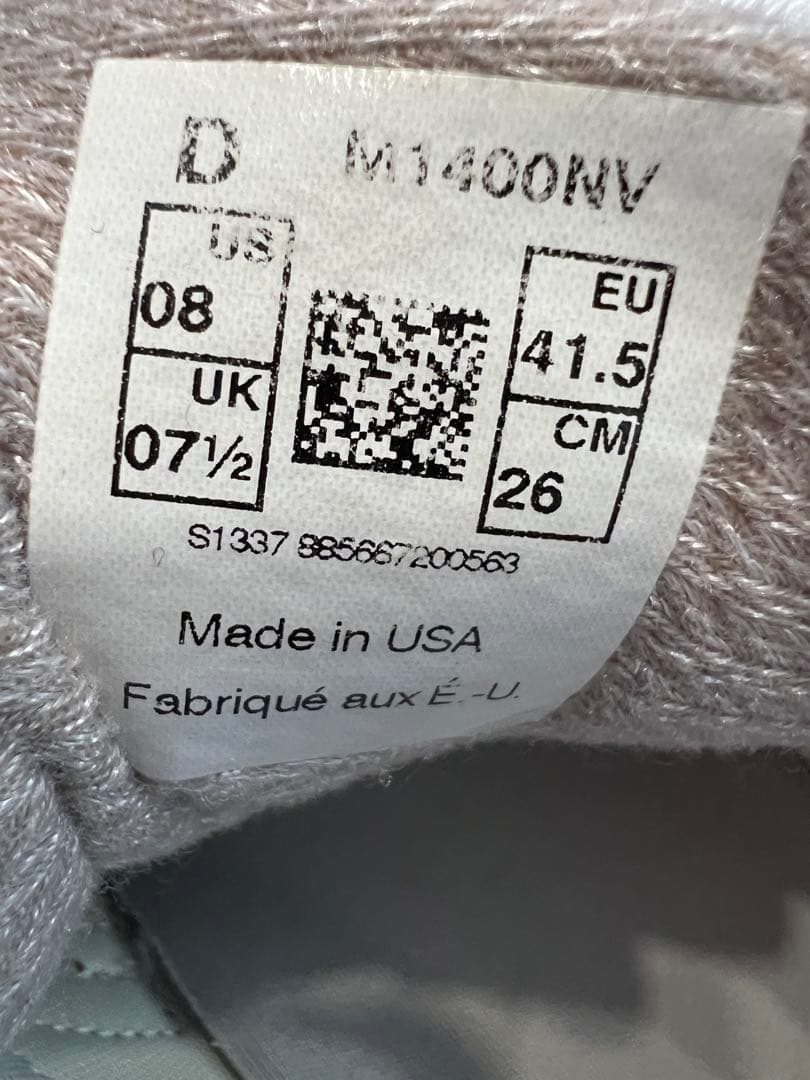 D M1400NV
US
08
UK
07½
EU
41.5
CM
26
S1337 885667200563
Made in USA
Fabriqué aux É.-U.